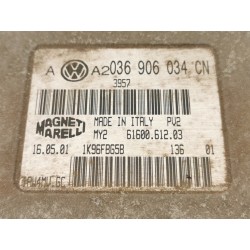 A VW A2 036 906 034 CN
3957
MAGNETI MARELLI
MADE IN ITALY PV2
MY2 61600.612.03
16.05.01 1K96FBG5B 136 01